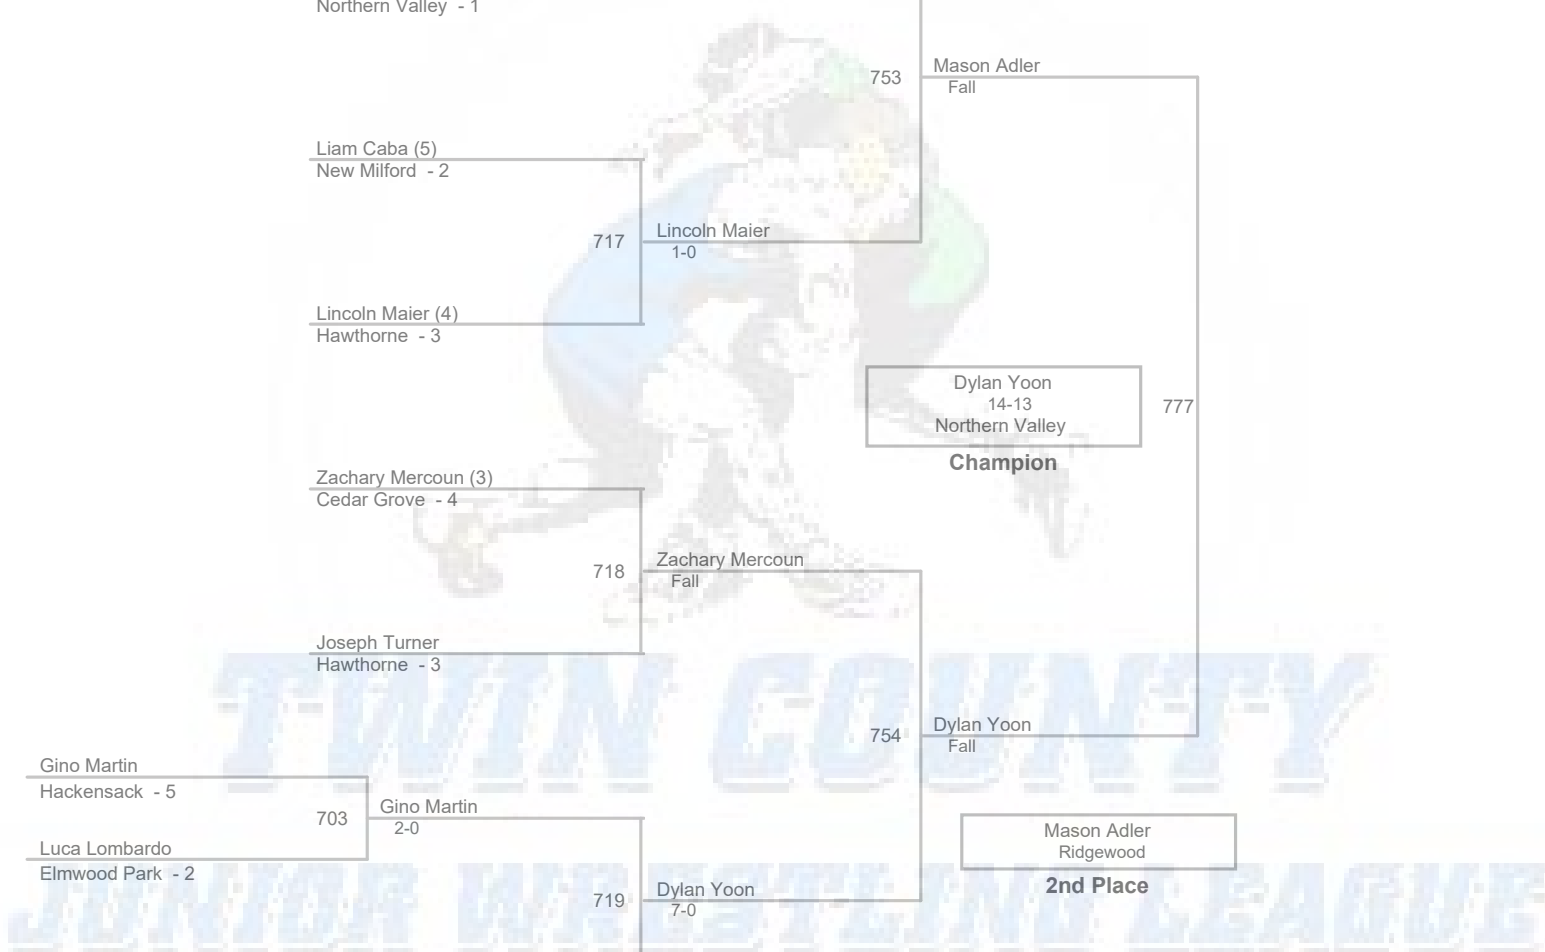 Northern Valley - 1
753
Mason Adler
Fall
Liam Caba (5)
New Milford - 2
717
Lincoln Maier
1-0
Lincoln Maier (4)
Hawthorne - 3
Dylan Yoon
14-13
Northern Valley
777
Champion
Zachary Mercoun (3)
Cedar Grove - 4
718
Zachary Mercoun
Fall
Joseph Turner
Hawthorne - 3
TWIN COUNTY
754
Dylan Yoon
Fall
Gino Martin
Hackensack - 5
703
Gino Martin
2-0
Luca Lombardo
Elmwood Park - 2
Mason Adler
Ridgewood
2nd Place
719
Dylan Yoon
7-0
JUNIOR WRESTLING LEAGUE